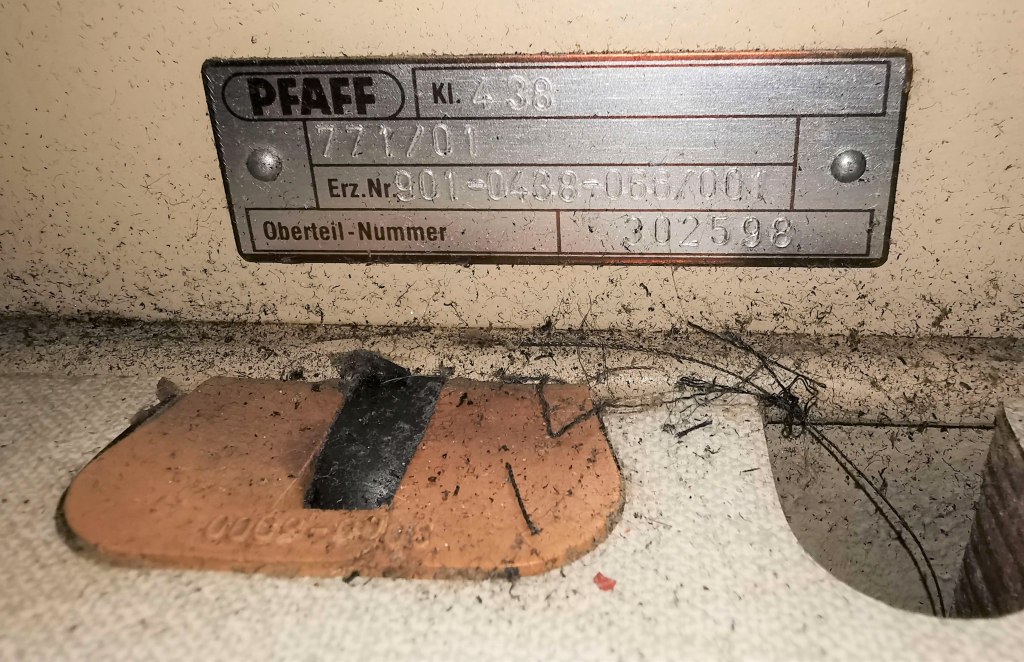 PFAFF Kl. 438
771/01
Erz.Nr. 901-0438-066/001
Oberteil-Nummer 302598